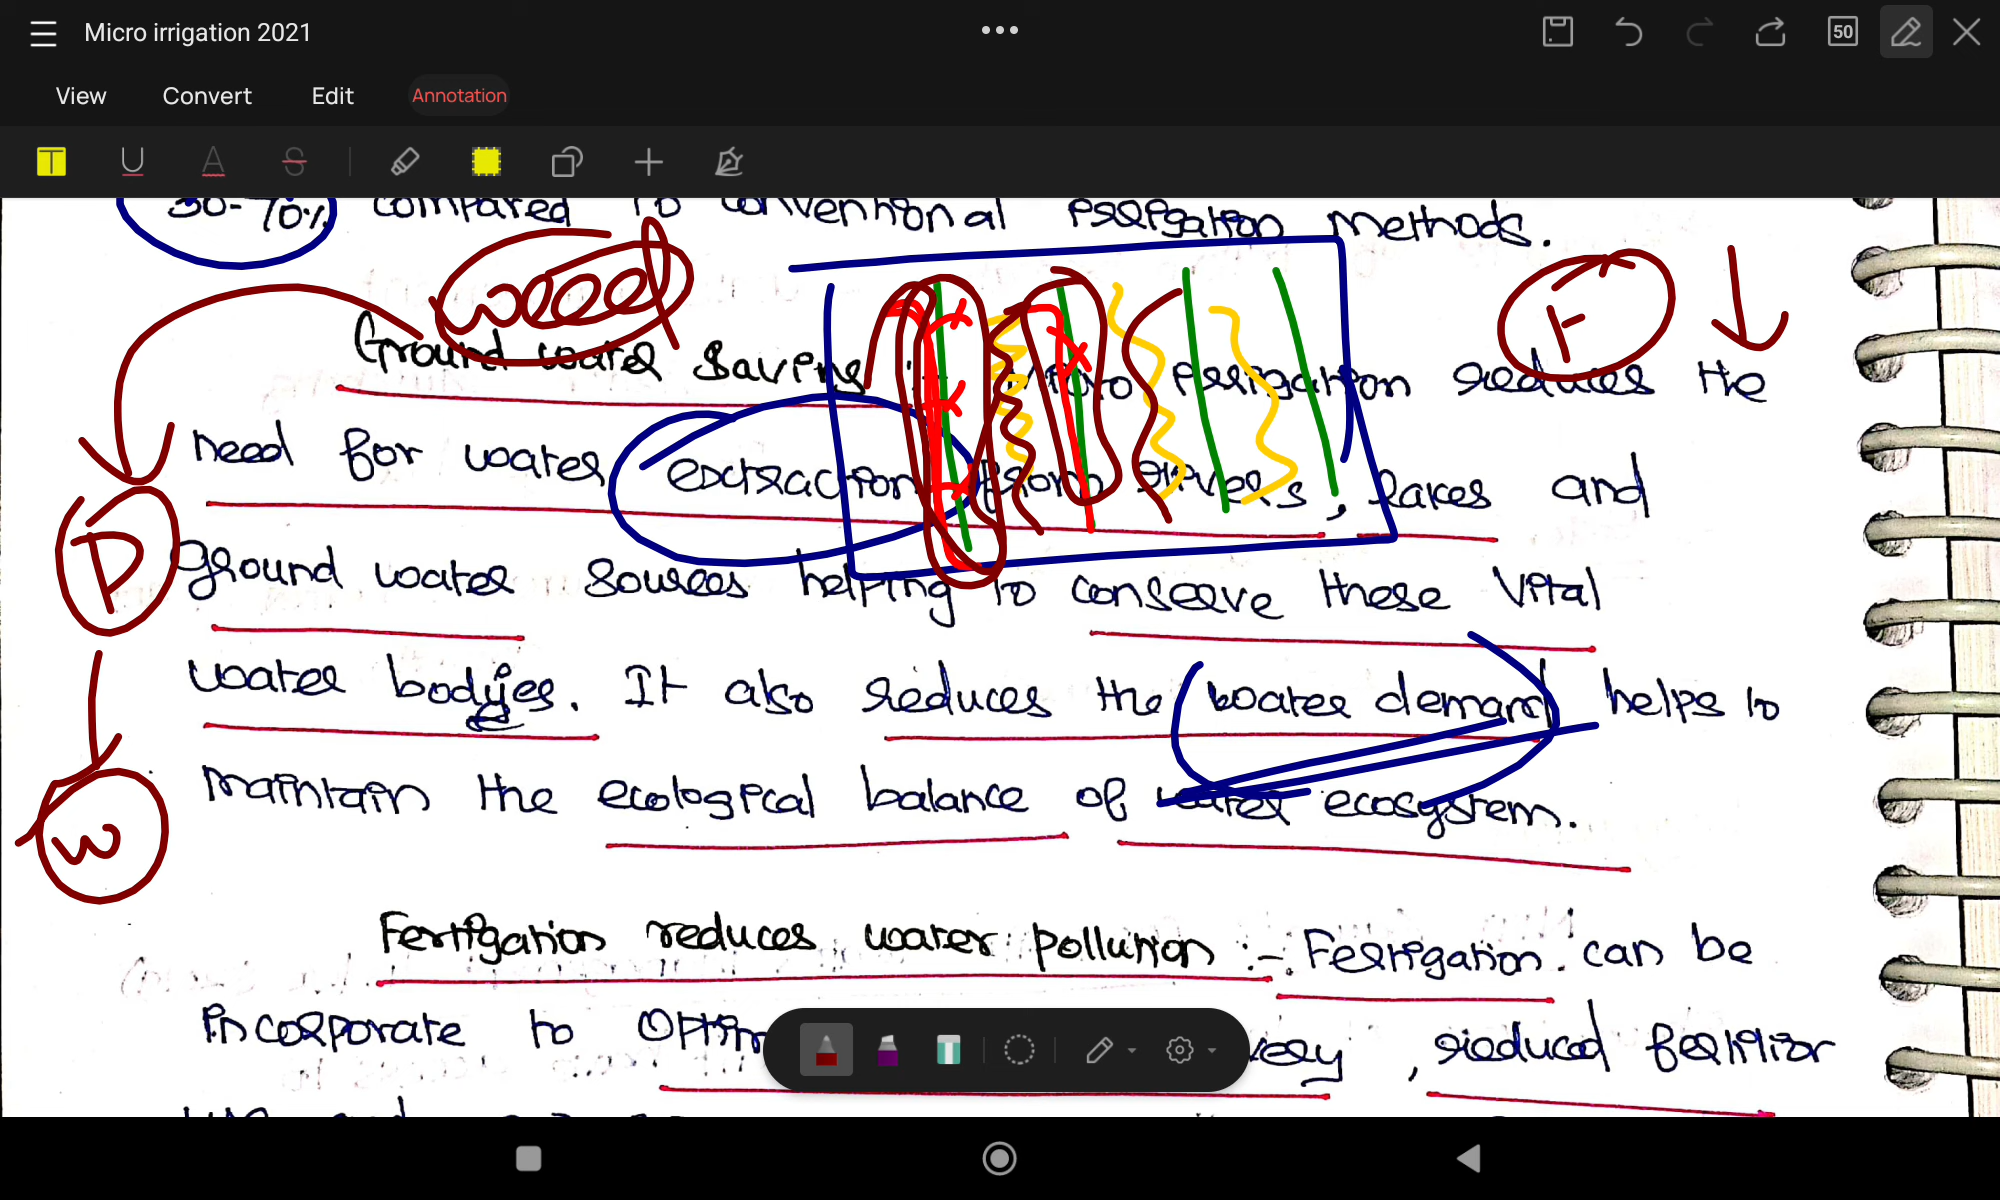 Micro irrigation 2021
50
View Convert Edit Annotation
30-70% compared to conventional irrigation methods.
weed
F
Ground water Saving :- Micro irrigation reduces the
need for water extraction from rivers, lakes and
P
ground water sources helping to conserve these vital
water bodies. It also reduces the water demand helps to
maintain the ecological balance of water ecosystem.
W
Fertigation reduces water pollution :- Fertigation can be
incorporate to , reduced